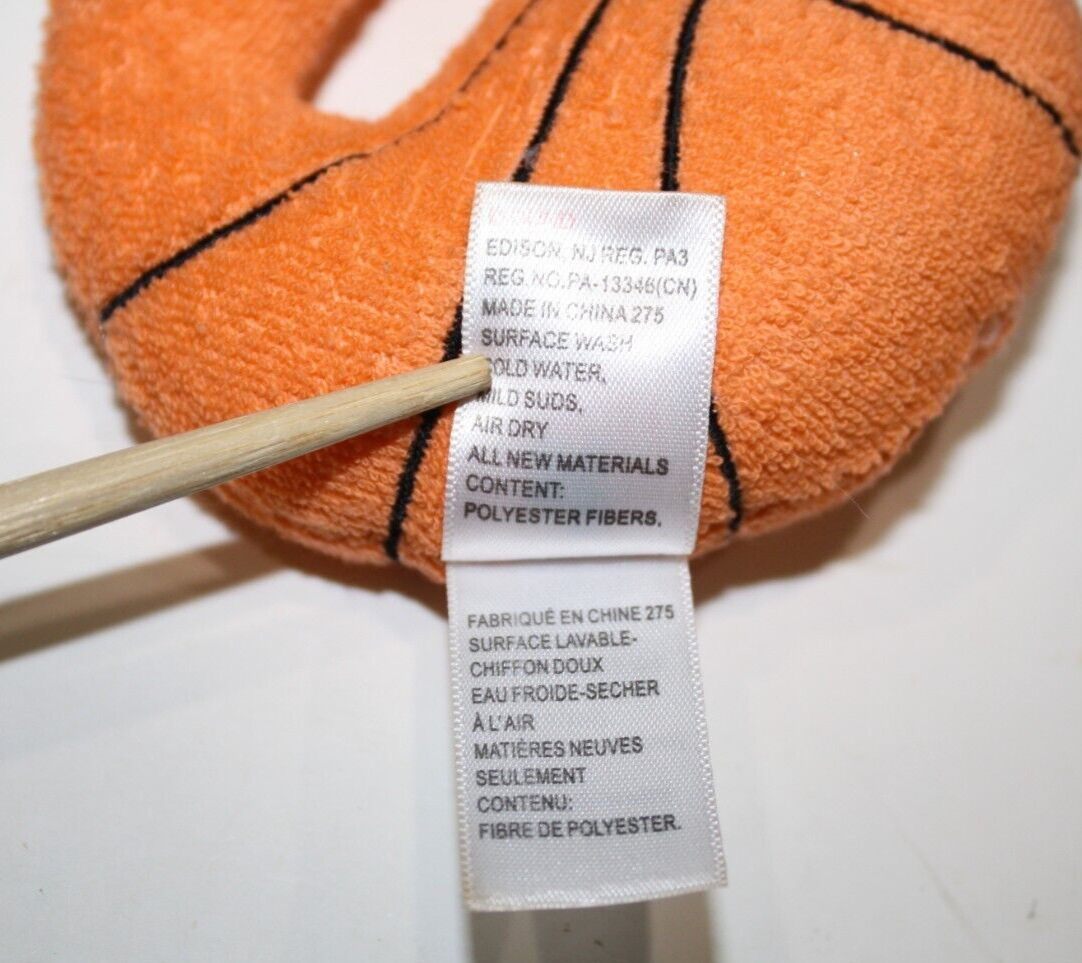 EDISON, NJ REG. PA3
REG.NO.PA-13346(CN)
MADE IN CHINA 275
SURFACE WASH
COLD WATER,
MILD SUDS,
AIR DRY
ALL NEW MATERIALS
CONTENT:
POLYESTER FIBERS.
FABRIQUÉ EN CHINE 275
SURFACE LAVABLE-
CHIFFON DOUX
EAU FROIDE-SECHER
À L'AIR
MATIÈRES NEUVES
SEULEMENT
CONTENU:
FIBRE DE POLYESTER.